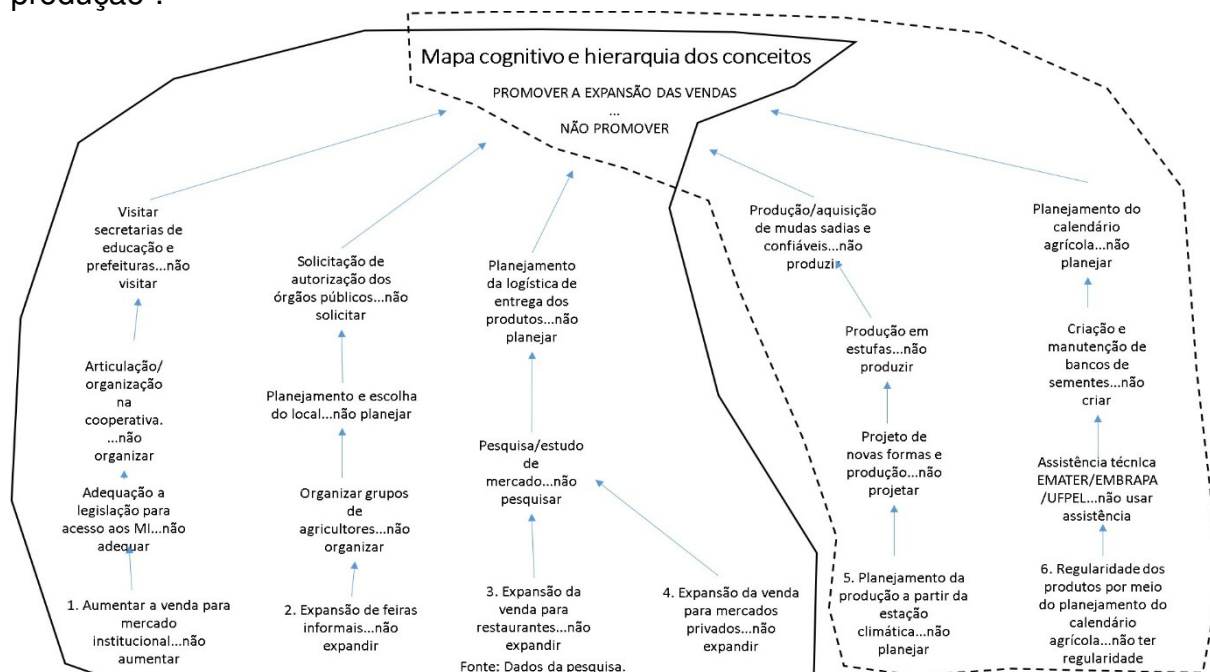 produção .
Mapa cognitivo e hierarquia dos conceitos
PROMOVER A EXPANSÃO DAS VENDAS
...
NÃO PROMOVER
Visitar
secretarias de
educação e
prefeituras...não
visitar
Solicitação de
autorização dos
órgãos públicos...não
solicitar
Planejamento
da logística de
entrega dos
produtos...não
planejar
Produção/aquisição
de mudas sadias e
confiáveis...não
produzir
Planejamento do
calendário
agrícola...não
planejar
Articulação/
organização
na
cooperativa.
...não
organizar
Planejamento e escolha
do local...não planejar
Pesquisa/estudo
de
mercado...não
pesquisar
Produção em
estufas...não
produzir
Criação e
manutenção de
bancos de
sementes...não
criar
Adequação a
legislação para
acesso aos MI...não
adequar
Organizar grupos
de
agricultores...não
organizar
Projeto de
novas formas e
produção...não
projetar
Assistência técnica
EMATER/EMBRAPA
/UFPEL...não usar
assistência
1. Aumentar a venda para
mercado
institucional...não
aumentar
2. Expansão de feiras
informais...não
expandir
3. Expansão da
venda para
restaurantes...não
expandir
4. Expansão da venda
para mercados
privados...não
expandir
5. Planejamento da
produção a partir da
estação
climática...não
planejar
6. Regularidade dos
produtos por meio
do planejamento do
calendário
agrícola...não ter
regularidade
Fonte: Dados da pesquisa.